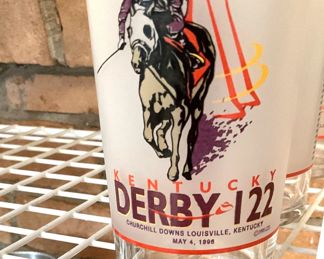 KENTUCKY
DERBY 122
CHURCHILL DOWNS LOUISVILLE, KENTUCKY
MAY 4, 1996